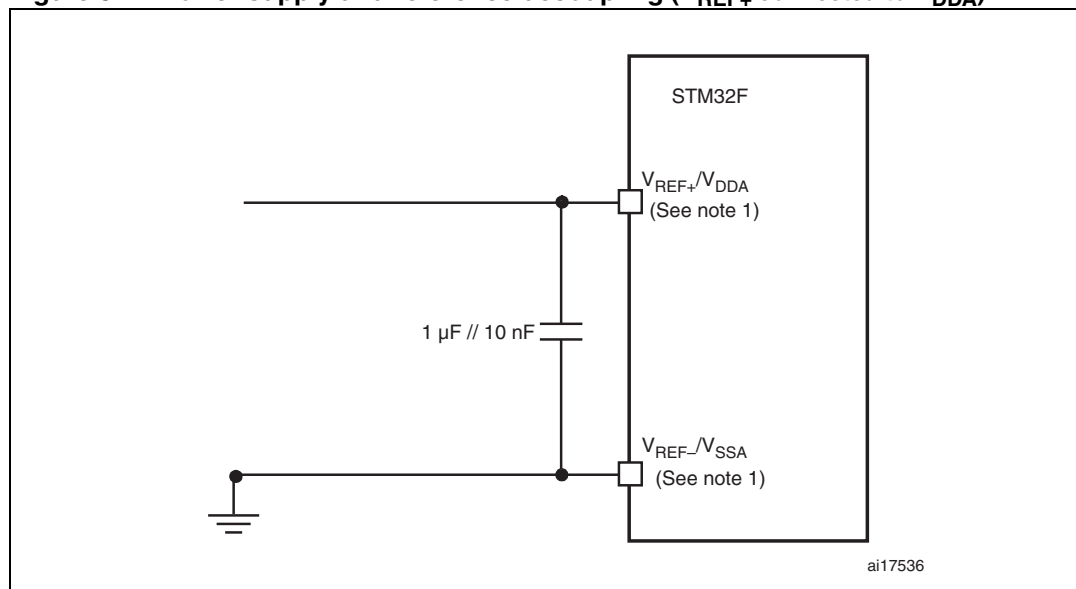 STM32F
VREF+/VDDA
(See note 1)
1 µF // 10 nF
VREF–/VSSA
(See note 1)
ai17536